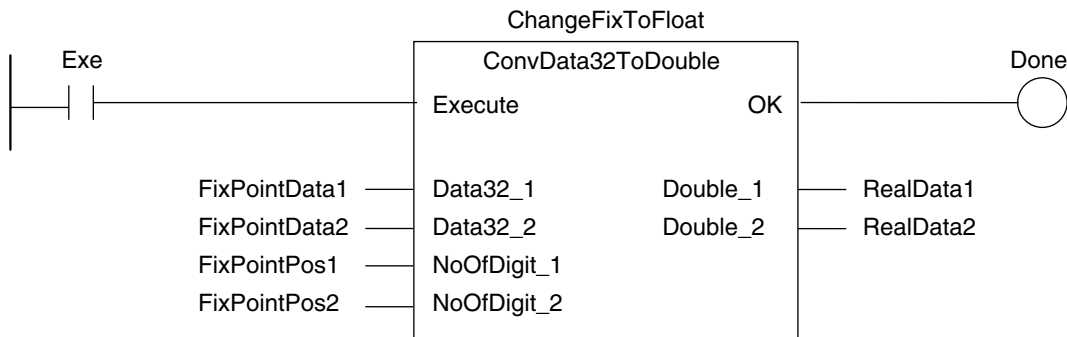 ChangeFixToFloat
Exe ConvData32ToDouble Done
Execute OK
FixPointData1 Data32_1 Double_1 RealData1
FixPointData2 Data32_2 Double_2 RealData2
FixPointPos1 NoOfDigit_1
FixPointPos2 NoOfDigit_2